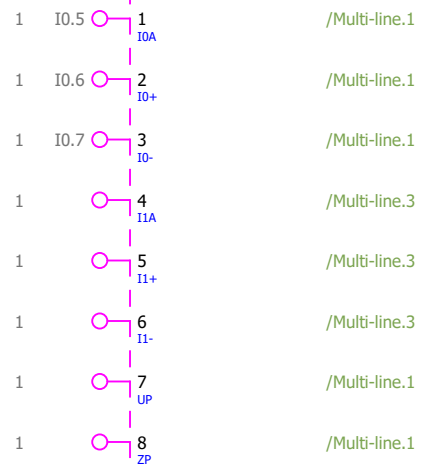 1 I0.5 1 /Multi-line.1
I0A
1 I0.6 2 /Multi-line.1
I0+
1 I0.7 3 /Multi-line.1
I0-
1 4 /Multi-line.3
I1A
1 5 /Multi-line.3
I1+
1 6 /Multi-line.3
I1-
1 7 /Multi-line.1
UP
1 8 /Multi-line.1
ZP